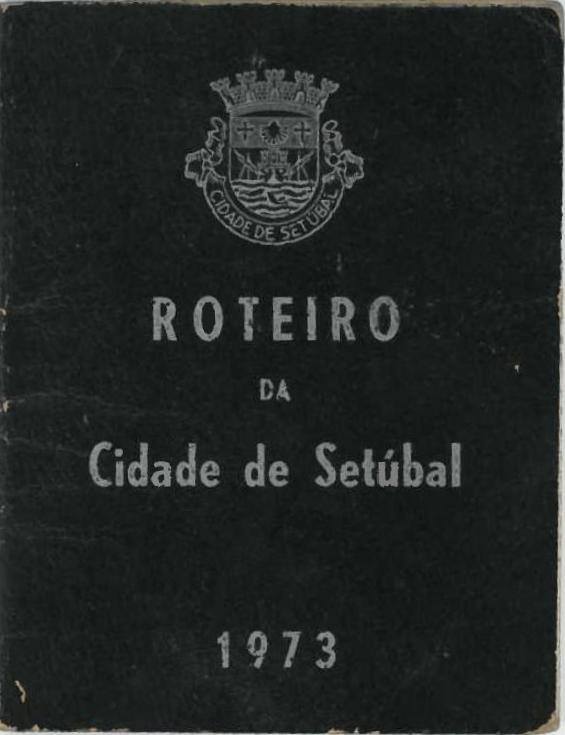 CIDADE DE SETÚBAL
ROTEIRO
DA
Cidade de Setúbal
1973